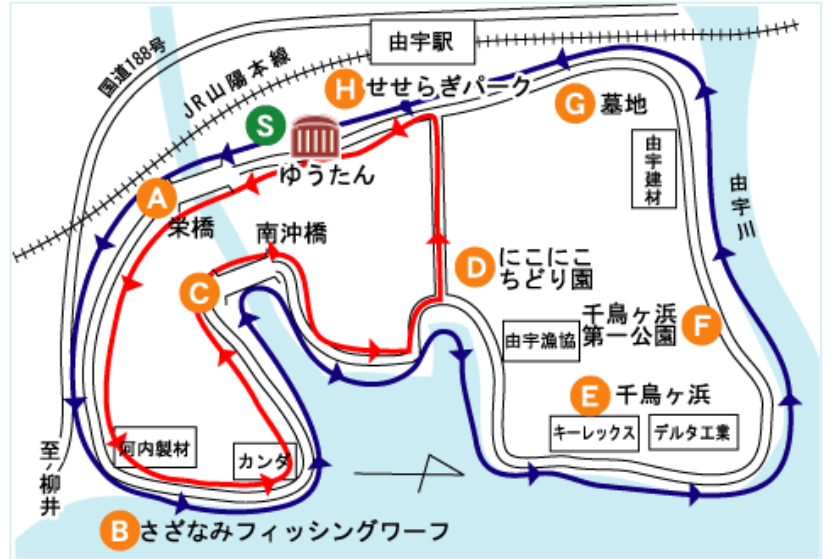 由宇駅
国道188号
JR山陽本線
H せせらぎパーク
G 墓地
S
ゆうたん
由宇建材
A
栄橋
南沖橋
由宇川
D にこにこ
ちどり園
C
千鳥ヶ浜
第一公園 F
由宇漁協
E 千鳥ヶ浜
キーレックス
デルタ工業
河内製材
カンダ
至柳井
B さざなみフィッシングワーフ